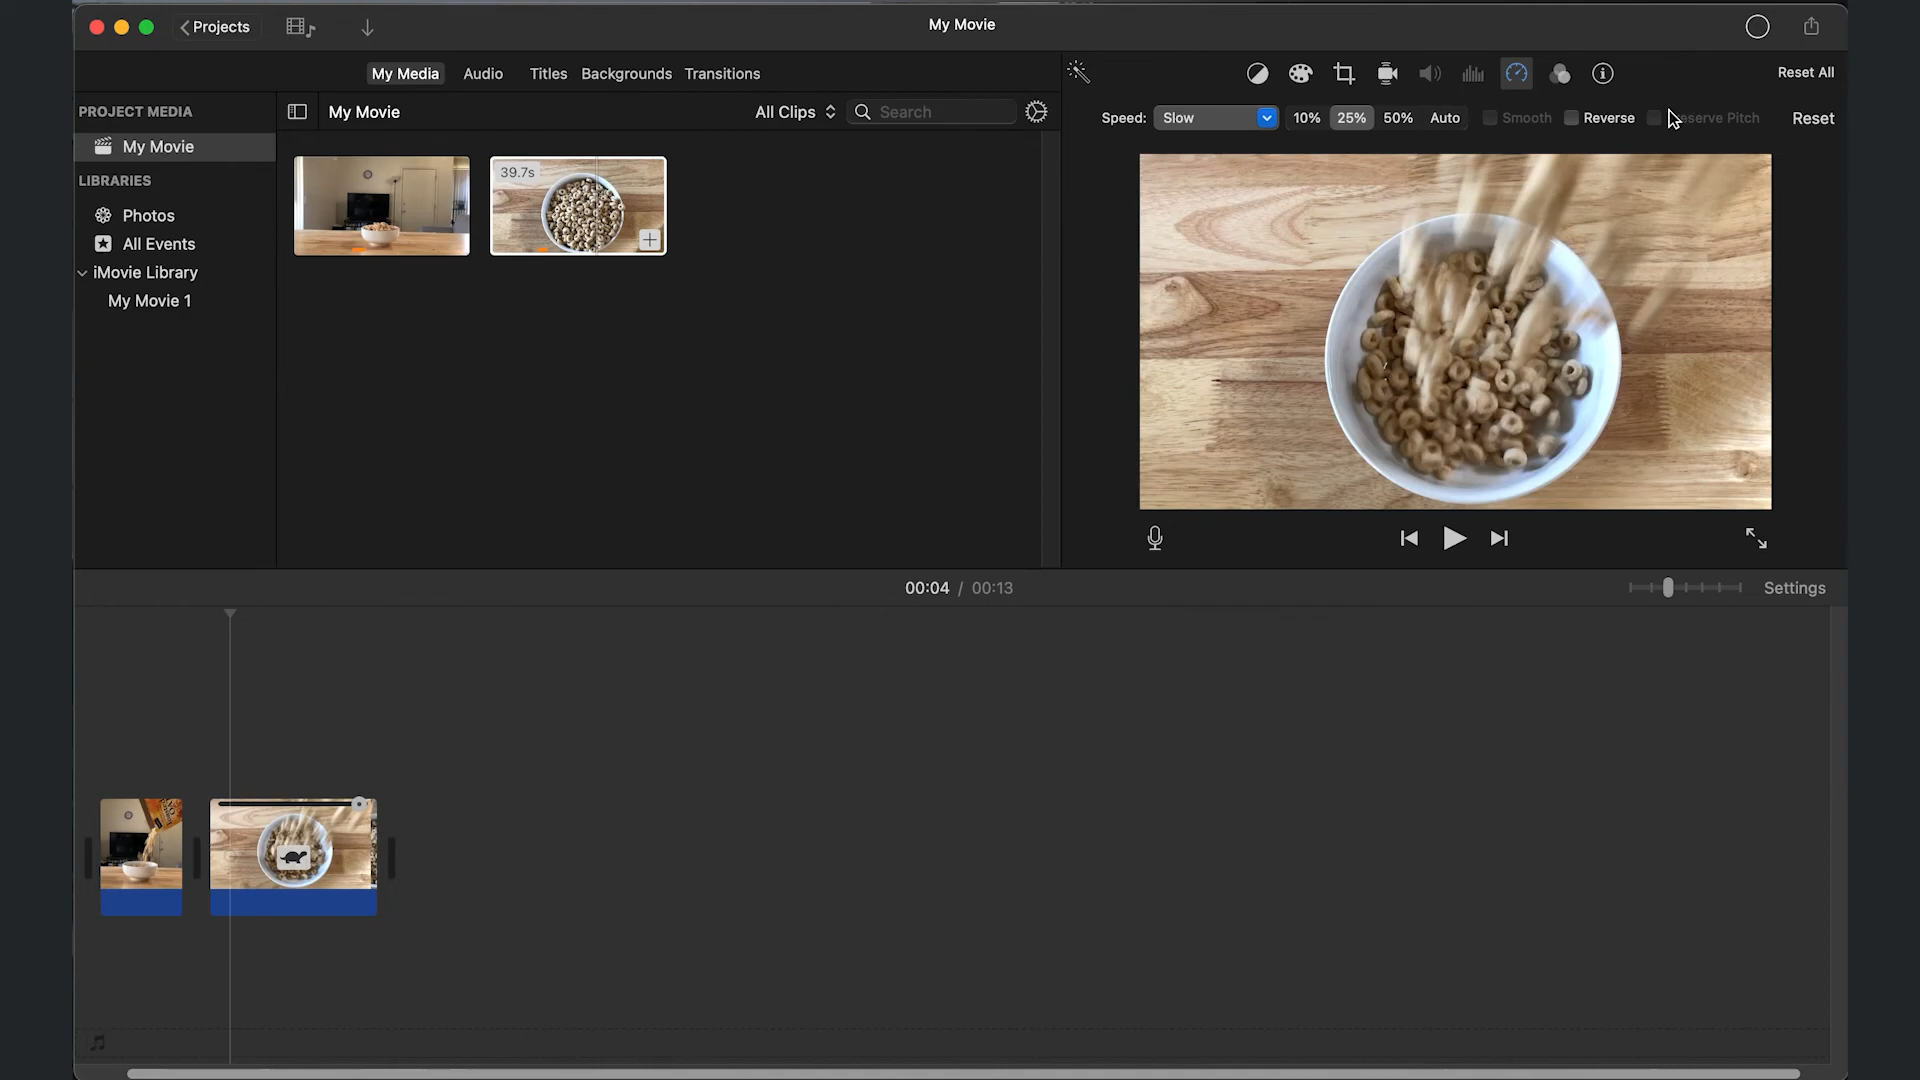 Projects
My Movie
My Media
Audio
Titles
Backgrounds
Transitions
Reset All
PROJECT MEDIA
My Movie
All Clips
Search
Speed:
Slow
10%
25%
50%
Auto
Smooth
Reverse
Pitch
Reset
My Movie
LIBRARIES
Photos
All Events
iMovie Library
My Movie 1
39.7s
00:04 / 00:13
Settings